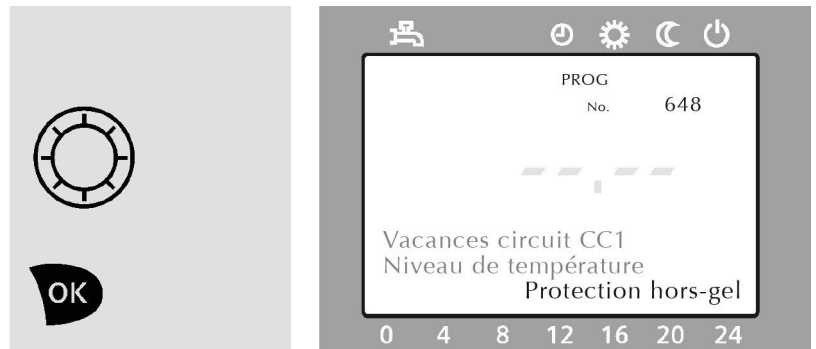 OK
PROG
No. 648
--.--
Vacances circuit CC1
Niveau de température
Protection hors-gel
0 4 8 12 16 20 24